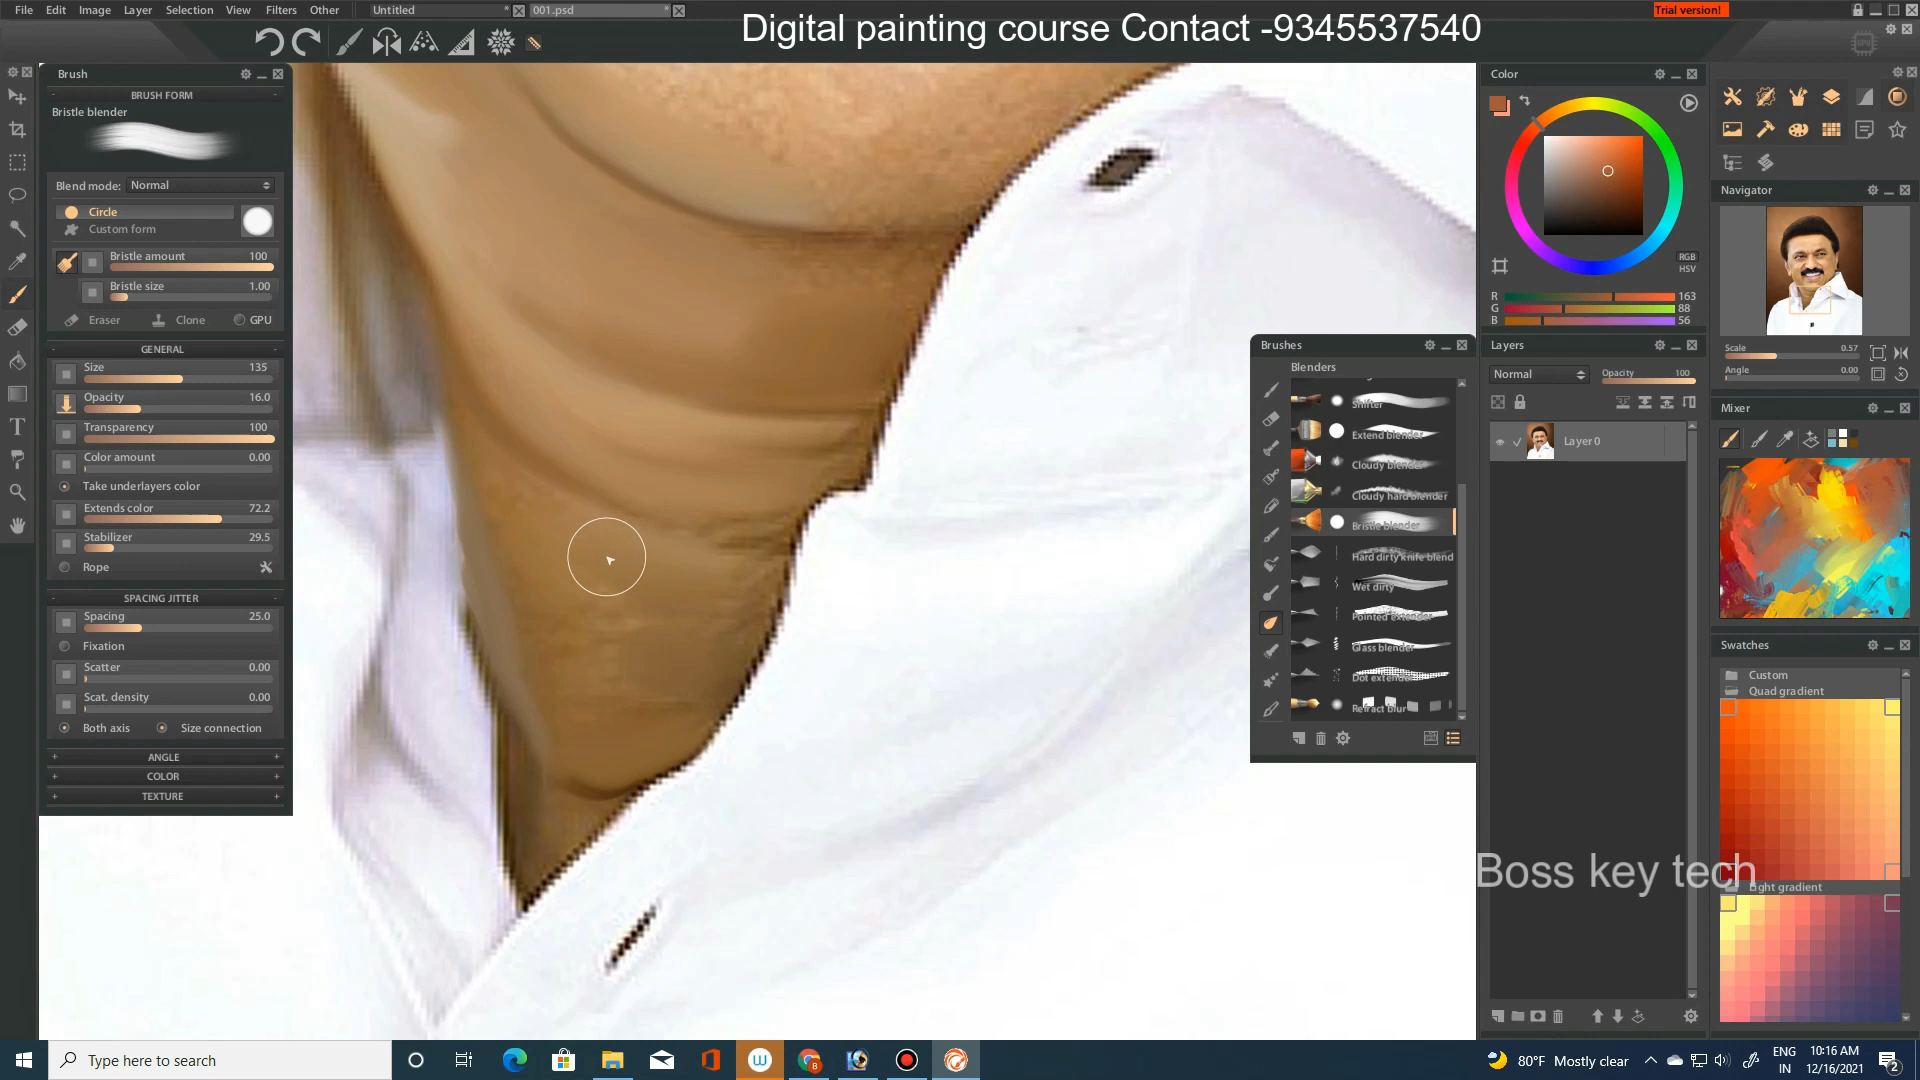 File Edit Image Layer Selection View Filters Other
Untitled *
001.psd *
Digital painting course Contact -9345537540
Trial version!
Brush
BRUSH FORM
Bristle blender
Blend mode: Normal
Circle
Custom form
Bristle amount 100
Bristle size 1.00
Eraser Clone GPU
GENERAL
Size 135
Opacity 16.0
Transparency 100
Color amount 0.00
Take underlayers color
Extends color 72.2
Stabilizer 29.5
Rope
SPACING JITTER
Spacing 25.0
Fixation
Scatter 0.00
Scat. density 0.00
Both axis Size connection
+ ANGLE +
+ COLOR +
+ TEXTURE +
Brushes
Blenders
Shifter
Extend blender
Cloudy blender
Cloudy hard blender
Bristle blender
Hard dirty knife blend
Wet dirty
Pointed extender
Glass blender
Dot extender
Refract blur
Color
RGB
HSV
R 163
G 88
B 56
Layers
Normal Opacity 100
Layer 0
Navigator
Scale 0.57
Angle 0.00
Mixer
Swatches
Custom
Quad gradient
Light gradient
Boss key tech
Type here to search
80°F Mostly clear
ENG
IN
10:16 AM
12/16/2021
2